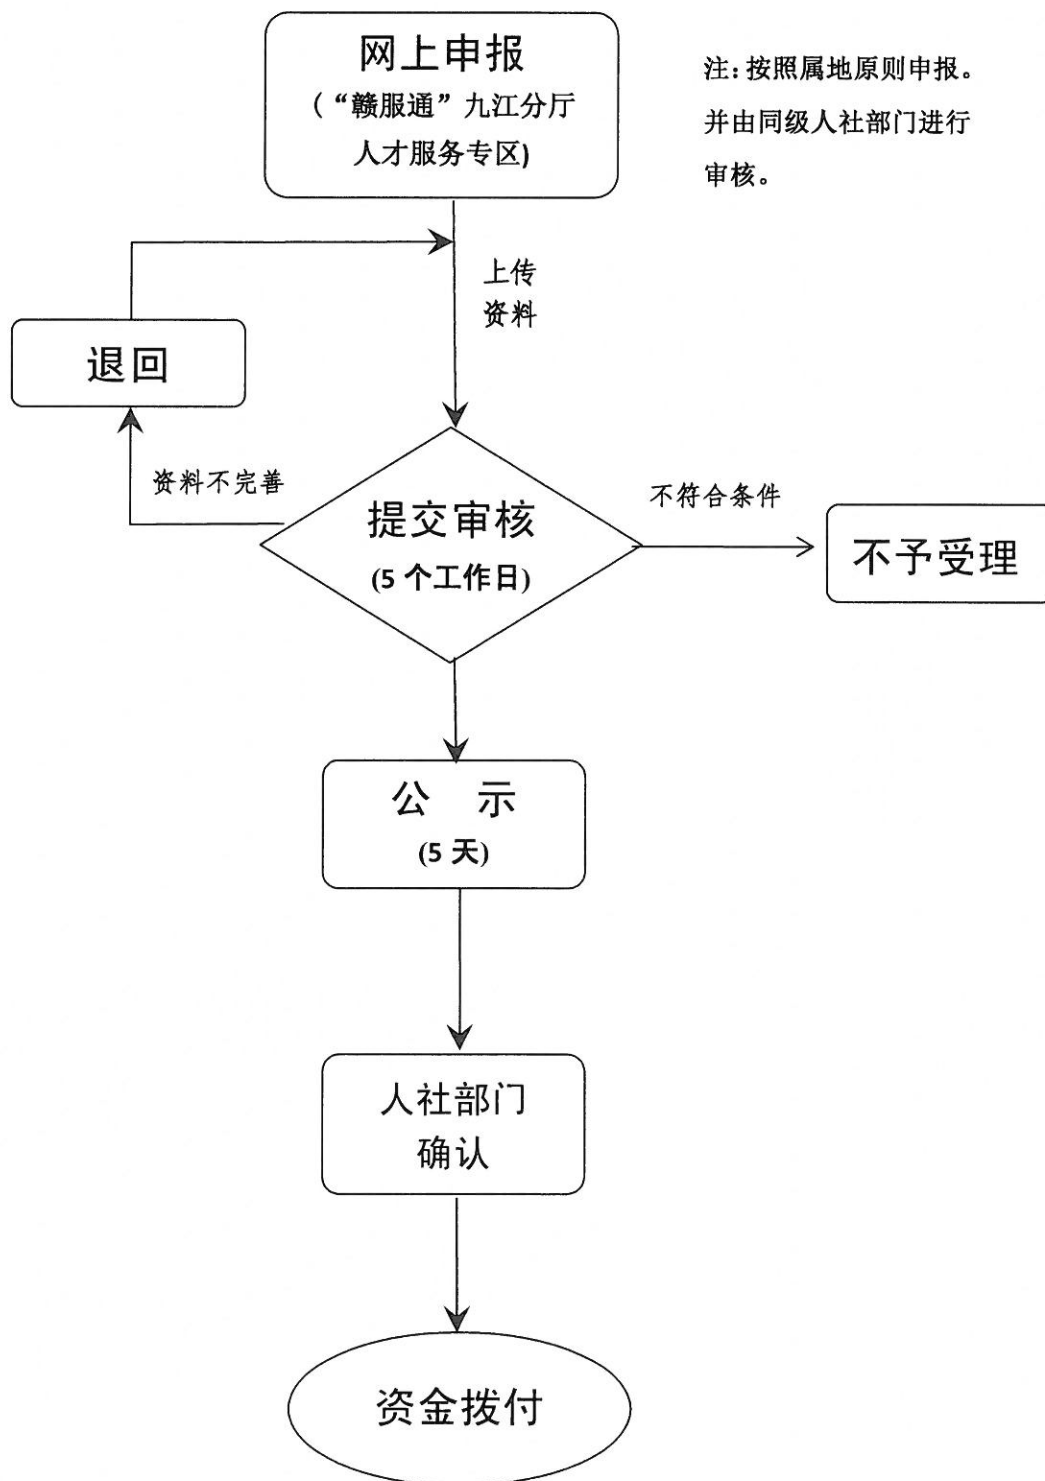 网上申报
（“赣服通”九江分厅
人才服务专区)
注：按照属地原则申报。
并由同级人社部门进行
审核。
上传
资料
退回
资料不完善
提交审核
(5 个工作日)
不符合条件
不予受理
公 示
(5 天)
人社部门
确认
资金拨付